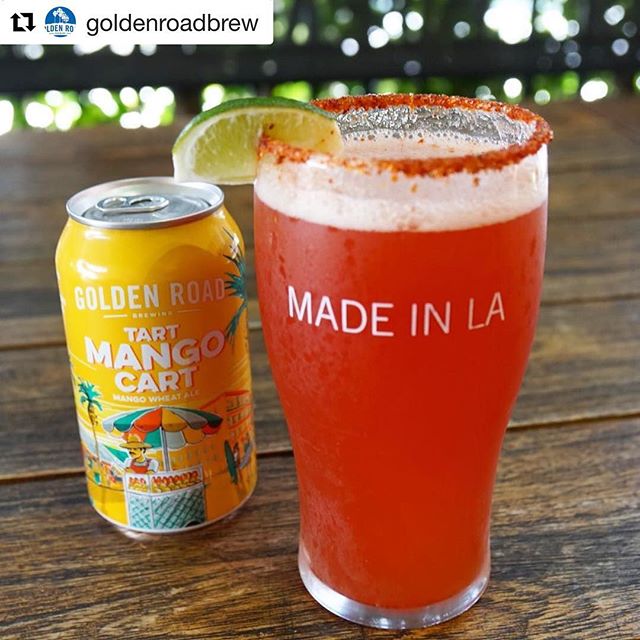 goldenroadbrew
GOLDEN ROAD
BREWING
TART
MANGO
CART
MANGO WHEAT ALE
MADE IN LA